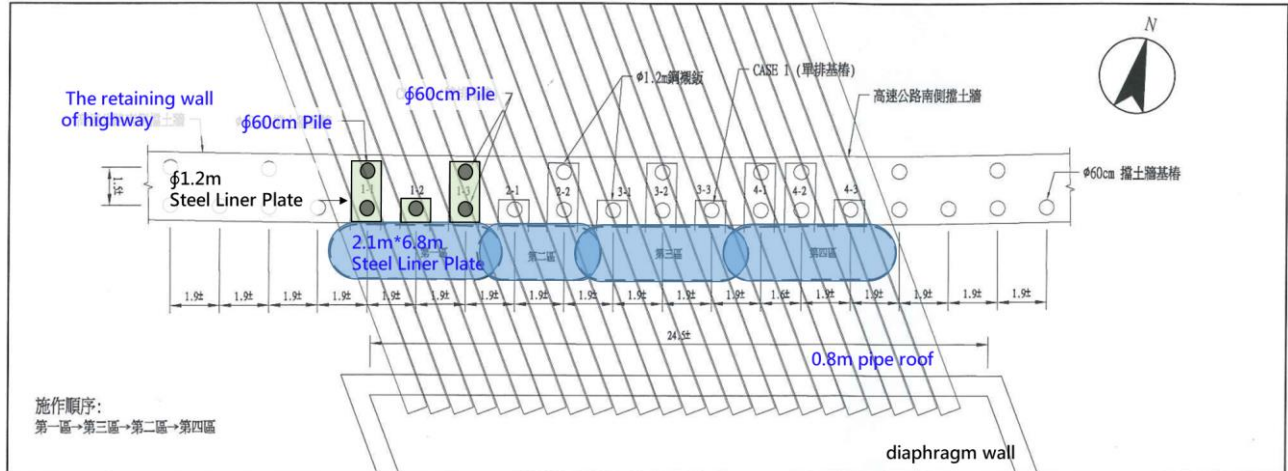 N
The retaining wall
of highway
ϕ60cm Pile
ϕ60cm Pile
ϕ1.2m鋼襯鈑
CASE 1 (單排基樁)
高速公路南側擋土牆
ϕ60cm 擋土牆基樁
1.5±
ϕ1.2m
Steel Liner Plate
1-1
1-2
1-3
2-1
2-2
3-1
3-2
3-3
4-1
4-2
4-3
2.1m*6.8m
Steel Liner Plate
第一區
第二區
第三區
第四區
1.9±
1.9±
1.9±
1.9±
1.9±
1.9±
1.9±
1.9±
1.9±
1.9±
1.9±
1.9±
1.6±
1.9±
1.9±
1.9±
1.9±
24.5±
0.8m pipe roof
施作順序:
第一區→第三區→第二區→第四區
diaphragm wall